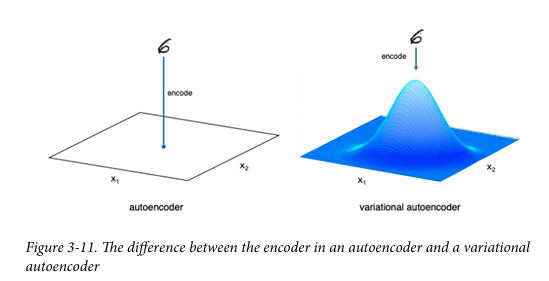 6
6
encode
encode
x₁
x₂
x₁
x₂
autoencoder
variational autoencoder
Figure 3-11. The difference between the encoder in an autoencoder and a variational
autoencoder